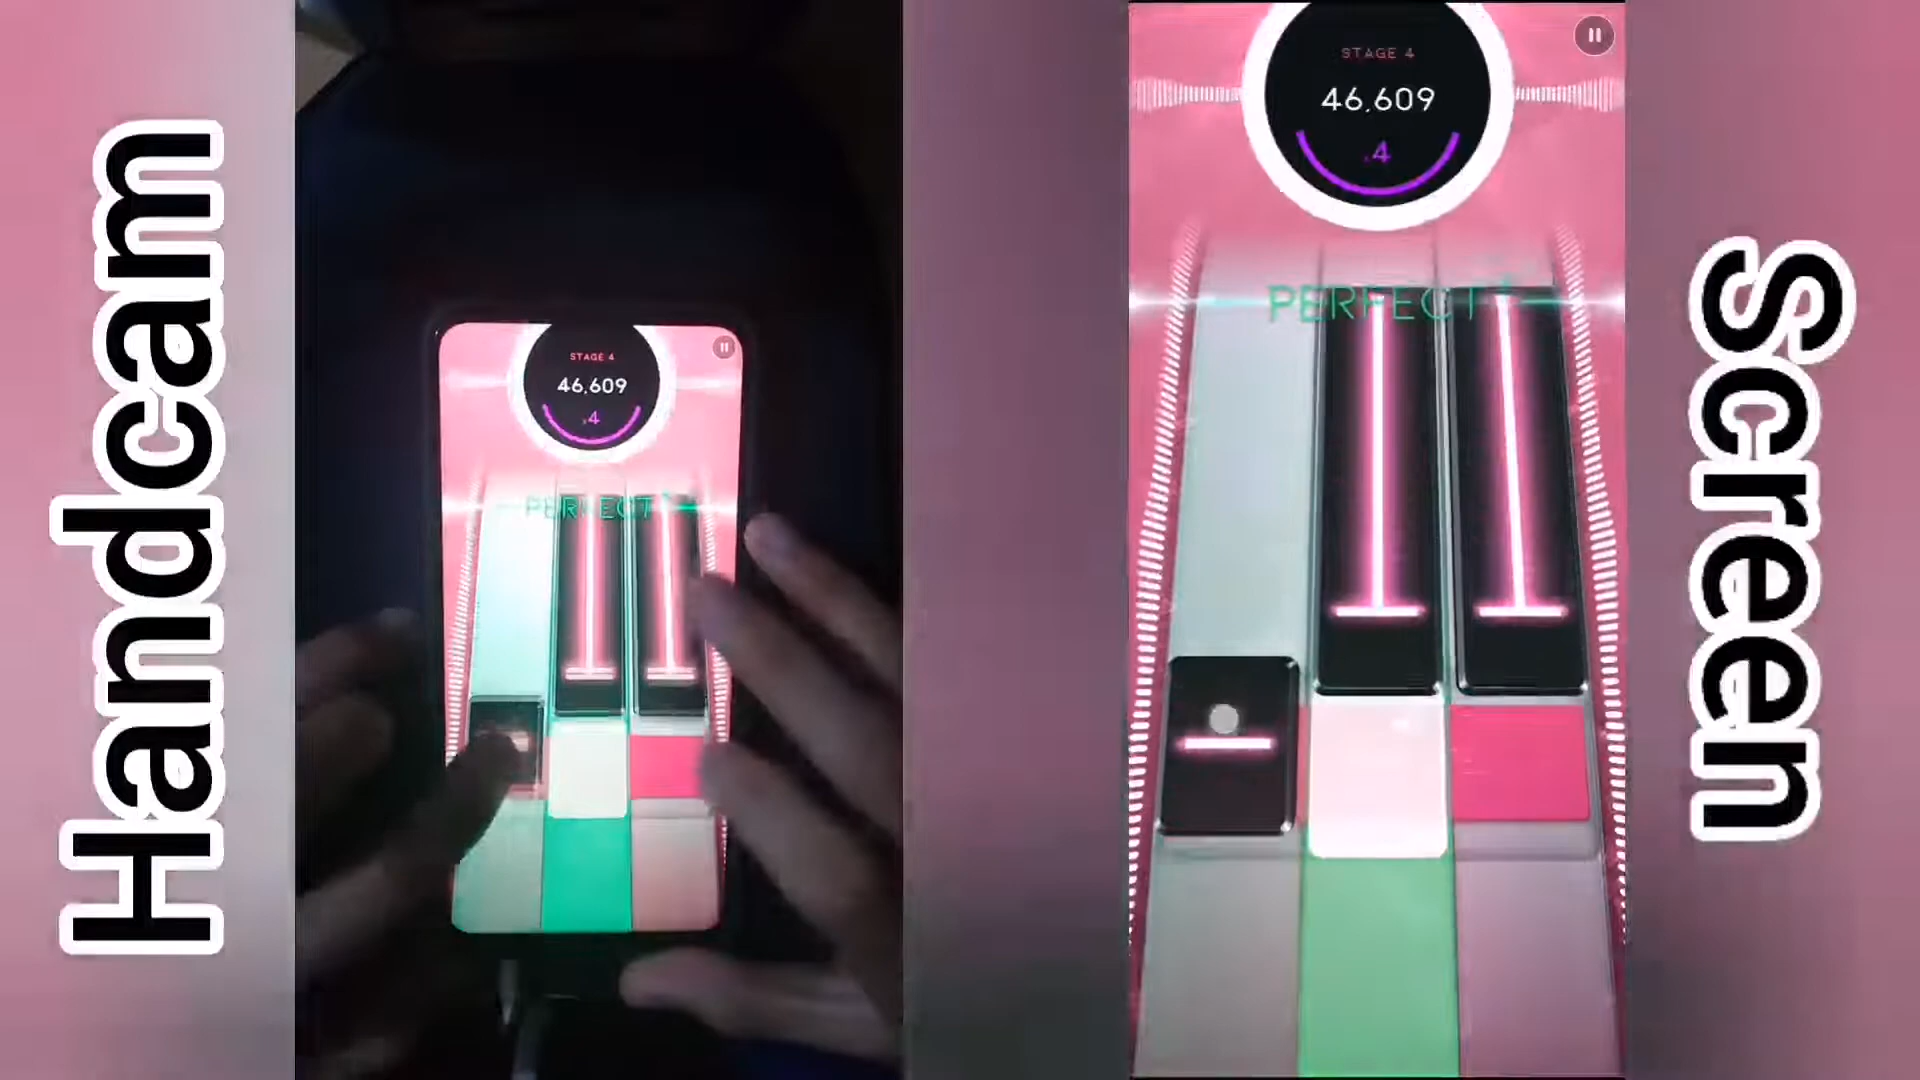 Handcam
STAGE 4
46,609
x4
PERFECT+
STAGE 4
46,609
x4
PERFECT+
Screen